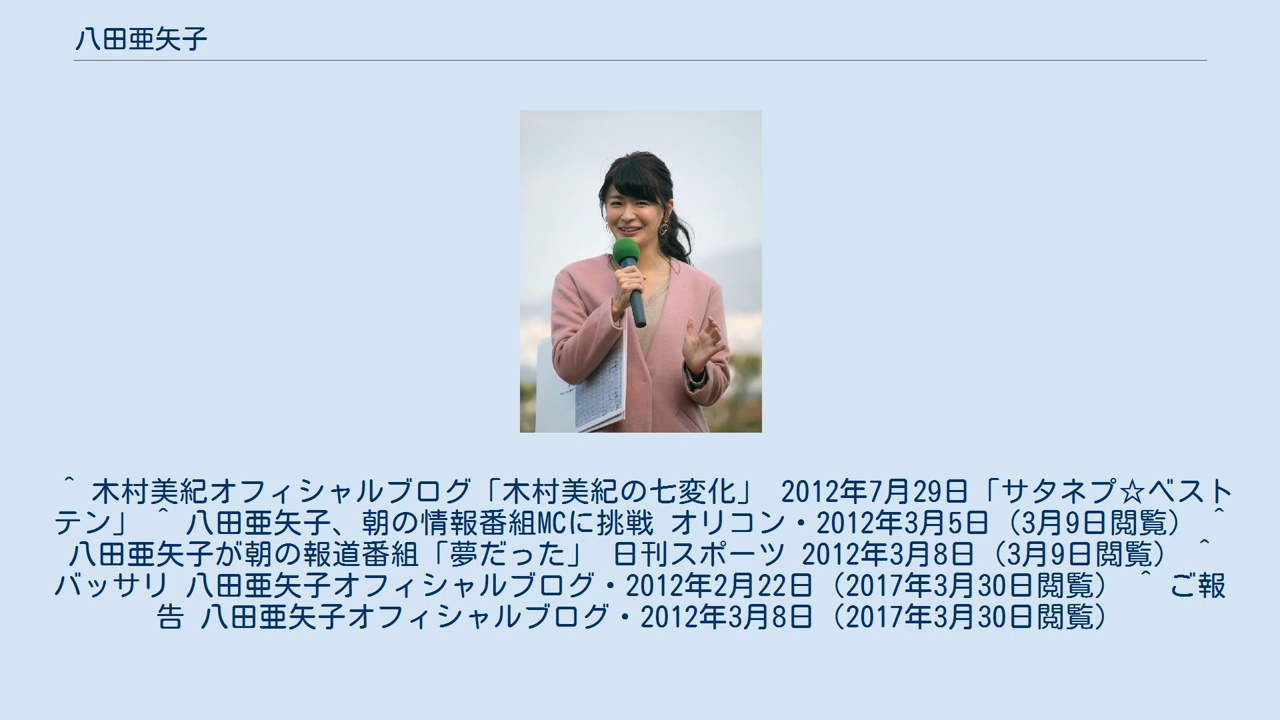 八田亜矢子
^ 木村美紀オフィシャルブログ「木村美紀の七変化」 2012年7月29日「サタネプ☆ベスト
テン」 ^ 八田亜矢子、朝の情報番組MCに挑戦 オリコン・2012年3月5日（3月9日閲覧） ^
八田亜矢子が朝の報道番組「夢だった」 日刊スポーツ 2012年3月8日（3月9日閲覧） ^
バッサリ 八田亜矢子オフィシャルブログ・2012年2月22日（2017年3月30日閲覧） ^ ご報
告 八田亜矢子オフィシャルブログ・2012年3月8日（2017年3月30日閲覧）